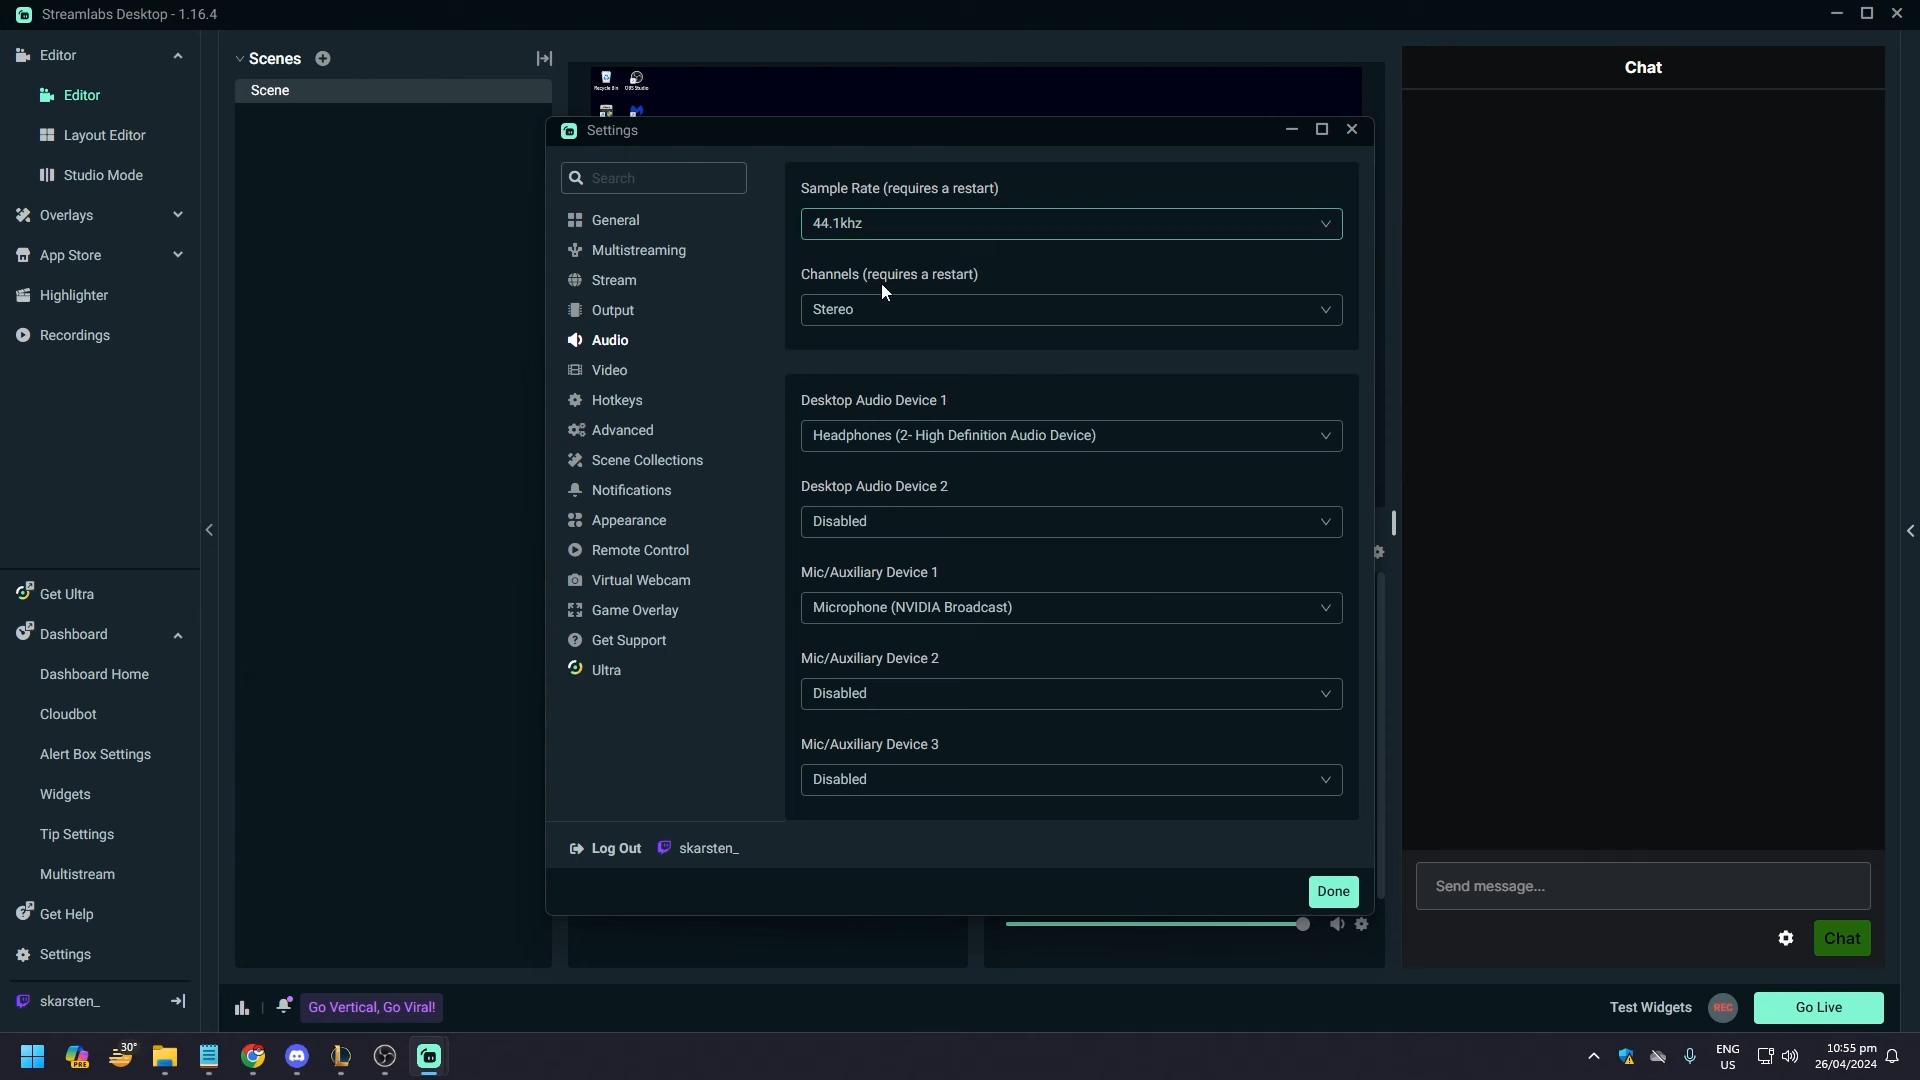 Streamlabs Desktop - 1.16.4
Editor
Editor
Layout Editor
Studio Mode
Overlays
App Store
Highlighter
Recordings
Get Ultra
Dashboard
Dashboard Home
Cloudbot
Alert Box Settings
Widgets
Tip Settings
Multistream
Get Help
Settings
skarsten_
Scenes
Scene
Recycle Bin OBS Studio
Settings
Search
General
Multistreaming
Stream
Output
Audio
Video
Hotkeys
Advanced
Scene Collections
Notifications
Appearance
Remote Control
Virtual Webcam
Game Overlay
Get Support
Ultra
Sample Rate (requires a restart)
44.1khz
Channels (requires a restart)
Stereo
Desktop Audio Device 1
Headphones (2- High Definition Audio Device)
Desktop Audio Device 2
Disabled
Mic/Auxiliary Device 1
Microphone (NVIDIA Broadcast)
Mic/Auxiliary Device 2
Disabled
Mic/Auxiliary Device 3
Disabled
Log Out skarsten_
Done
Chat
Send message...
Chat
Go Vertical, Go Viral!
Test Widgets
REC
Go Live
PRE
30°
ENG
US
10:55 pm
26/04/2024